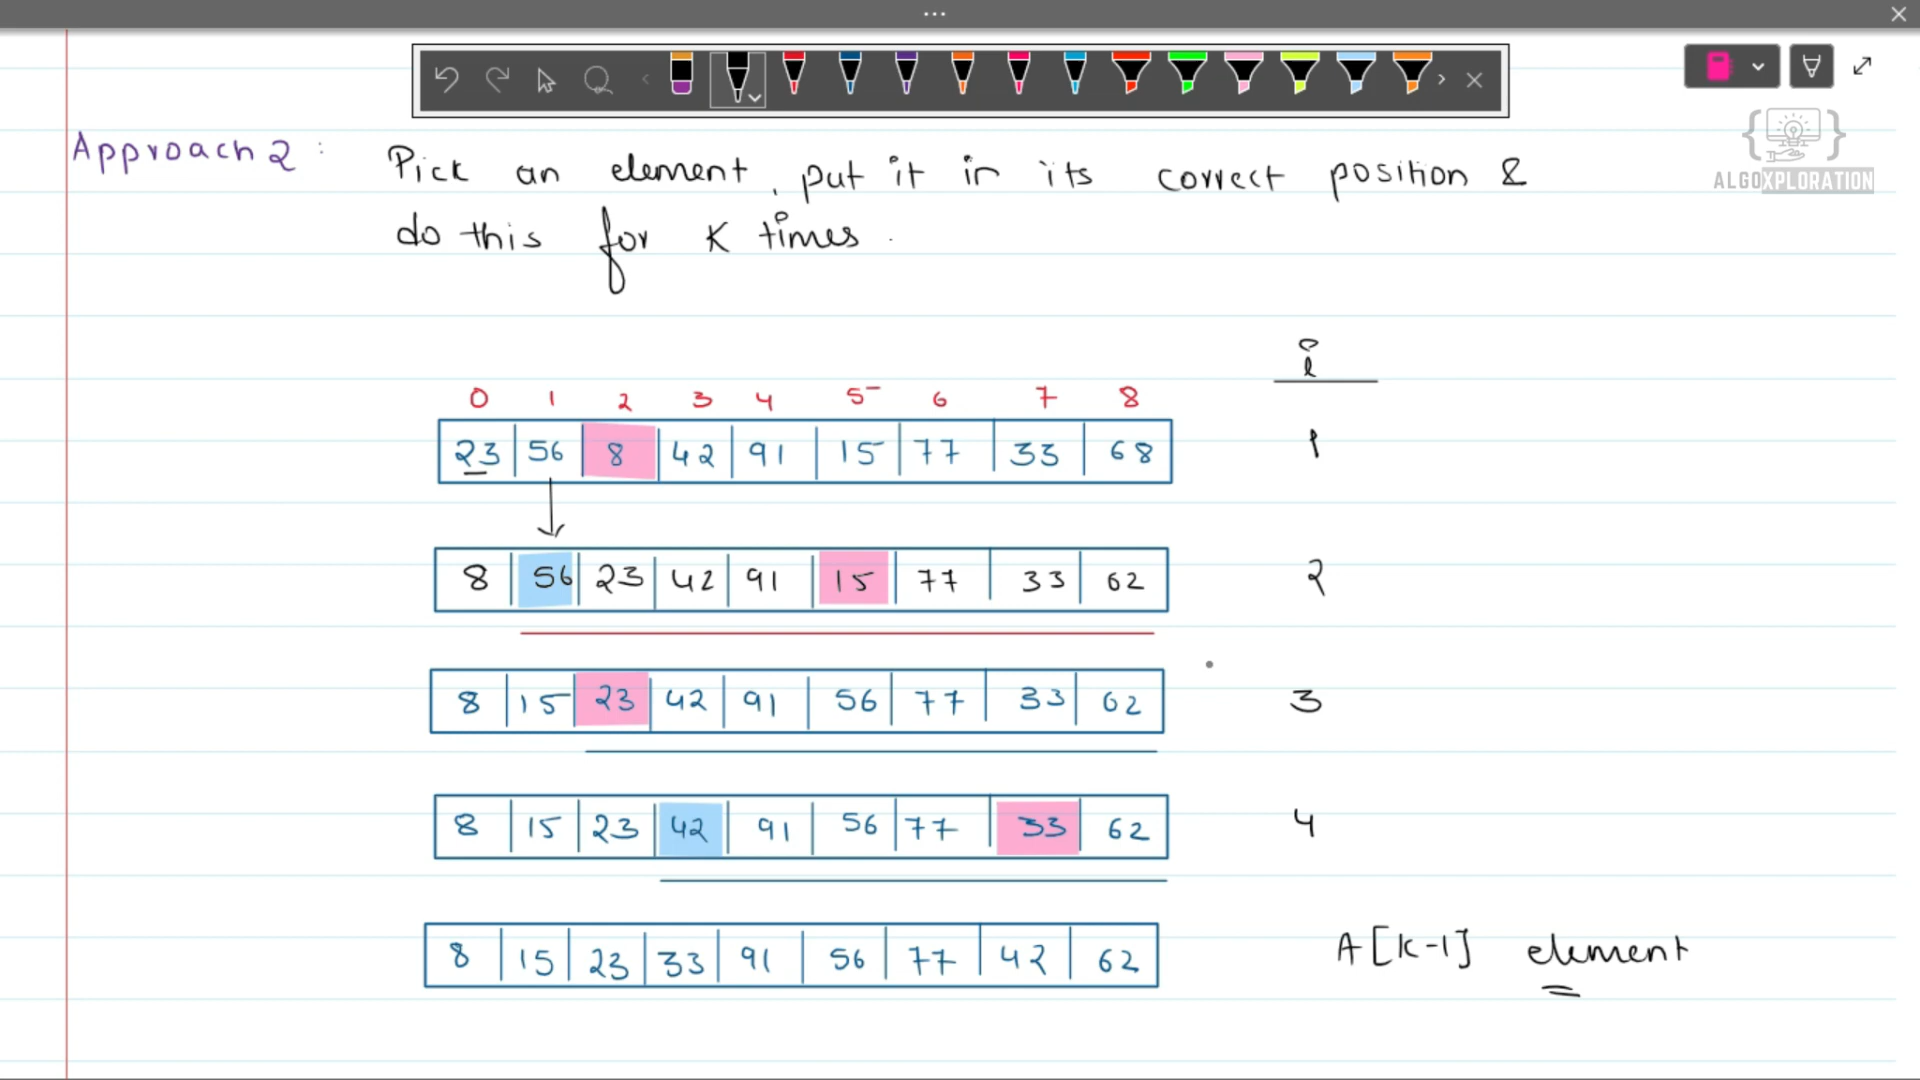 ALGOXPLORATION
Approach 2 : Pick an element, put it in its correct position &
do this for K times.
i
0 1 2 3 4 5 6 7 8
23 56 8 42 91 15 77 33 68 1
8 56 23 42 91 15 77 33 62 2
8 15 23 42 91 56 77 33 62 3
8 15 23 42 91 56 77 33 62 4
8 15 23 33 91 56 77 42 62 A[K-1] element